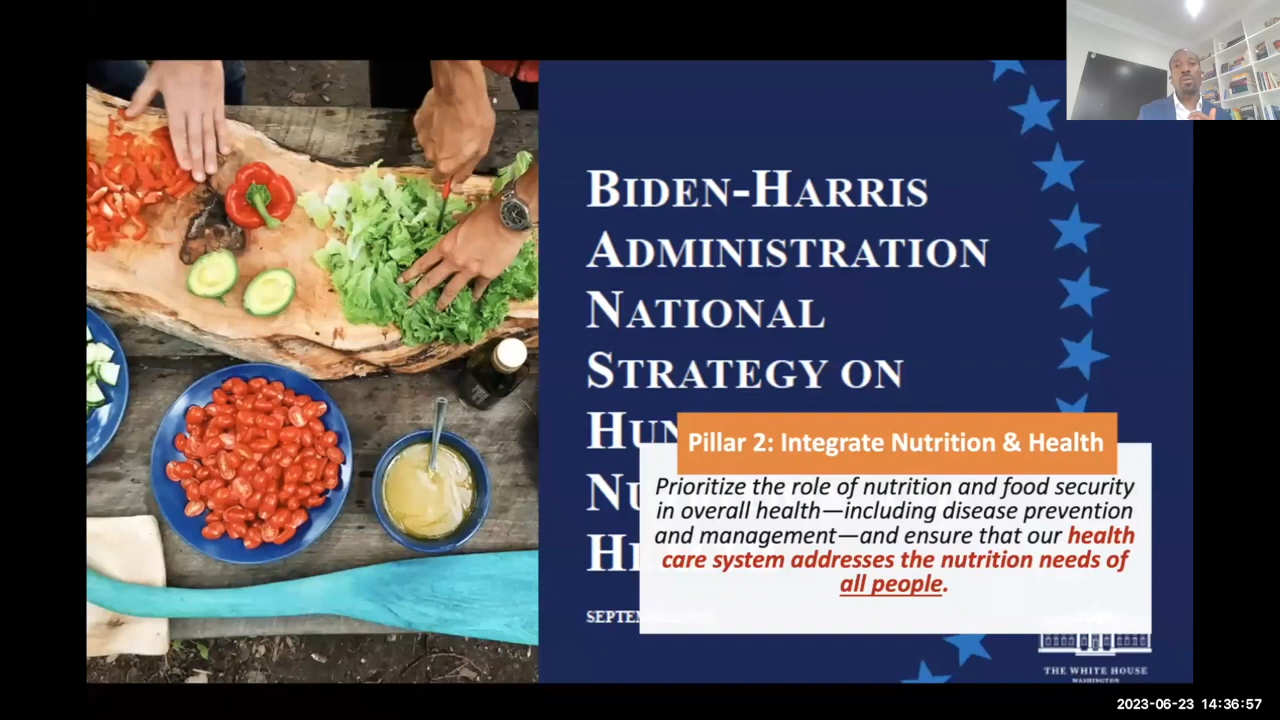 BIDEN-HARRIS
ADMINISTRATION
NATIONAL
STRATEGY ON
Pillar 2: Integrate Nutrition & Health
Prioritize the role of nutrition and food security
in overall health—including disease prevention
and management—and ensure that our health
care system addresses the nutrition needs of
all people.
THE WHITE HOUSE
WASHINGTON
2023-06-23 14:36:57